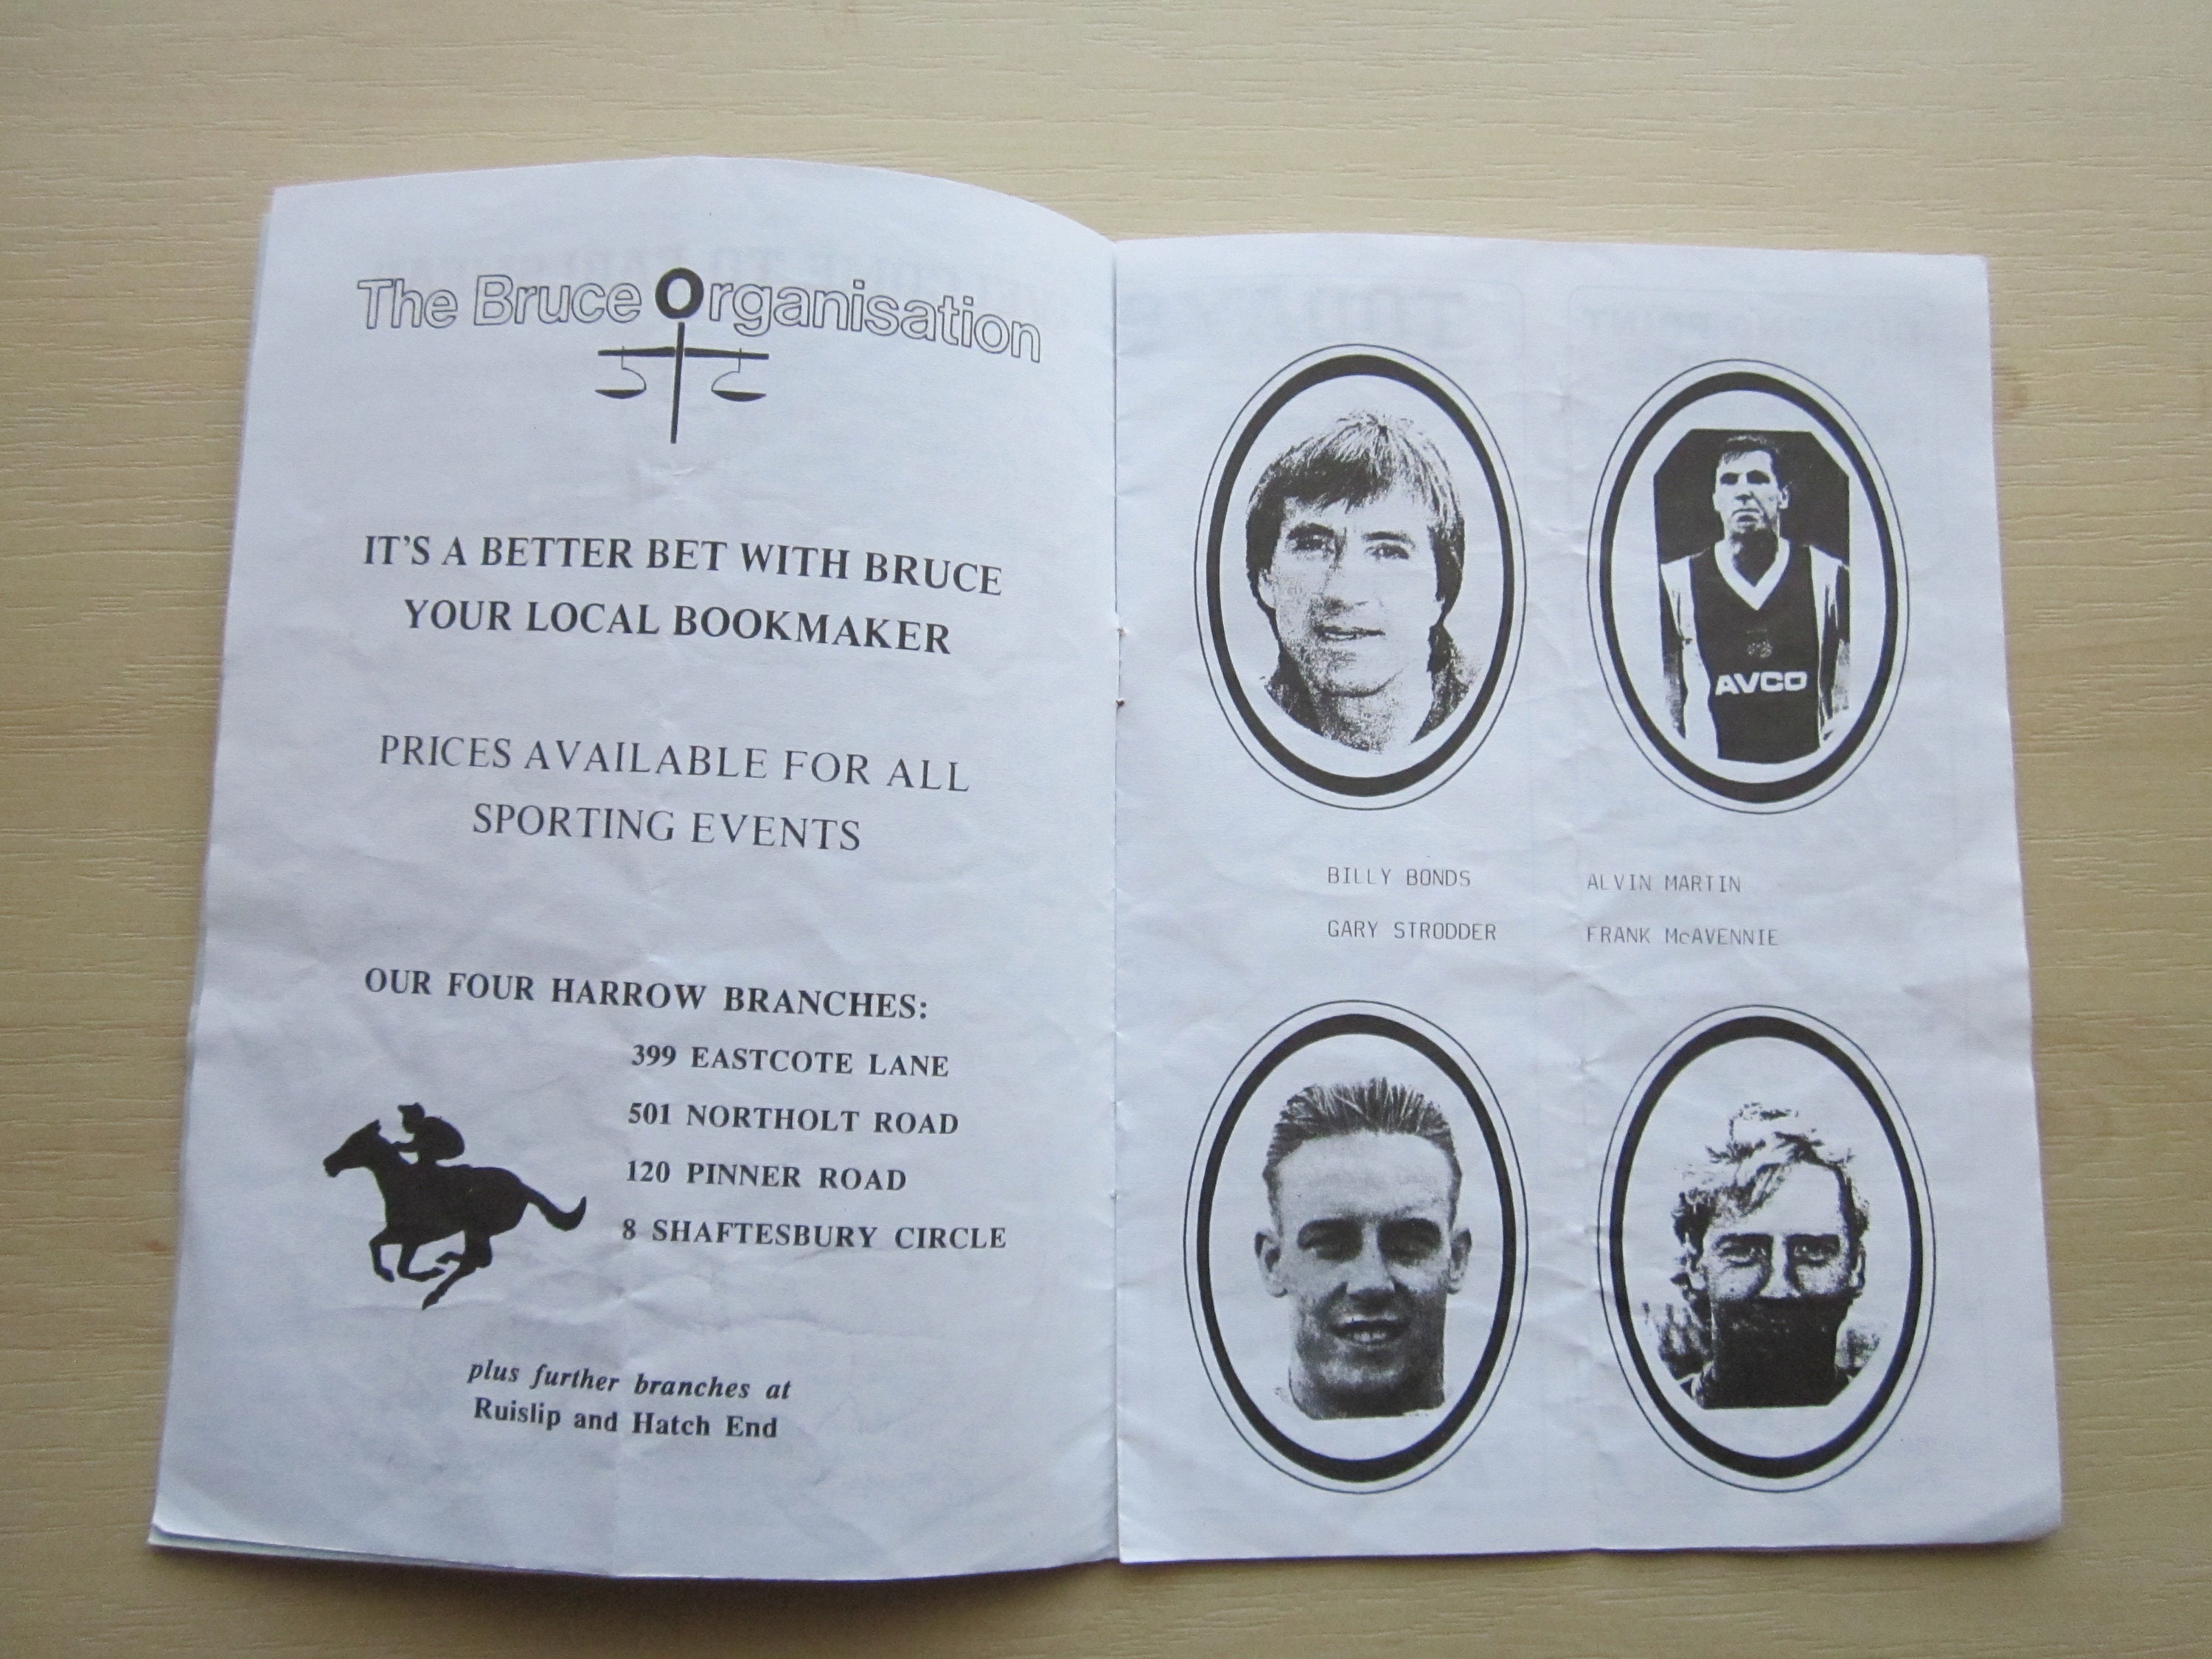 The Bruce Organisation
IT'S A BETTER BET WITH BRUCE
YOUR LOCAL BOOKMAKER
PRICES AVAILABLE FOR ALL
SPORTING EVENTS
OUR FOUR HARROW BRANCHES:
399 EASTCOTE LANE
501 NORTHOLT ROAD
120 PINNER ROAD
8 SHAFTESBURY CIRCLE
plus further branches at
Ruislip and Hatch End
AVCO
BILLY BONDS ALVIN MARTIN
GARY STRODDER FRANK McAVENNIE